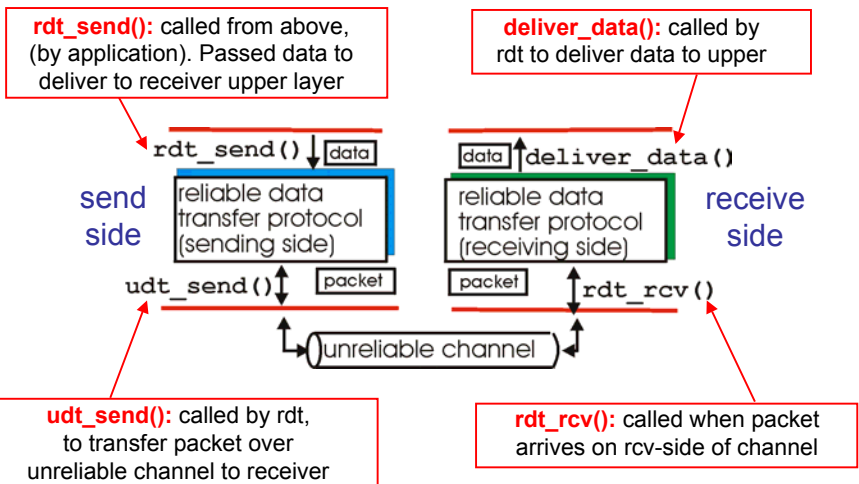 rdt_send(): called from above,
(by application). Passed data to
deliver to receiver upper layer
deliver_data(): called by
rdt to deliver data to upper
rdt_send() data
data deliver_data()
send
side
reliable data
transfer protocol
(sending side)
reliable data
transfer protocol
(receiving side)
receive
side
udt_send() packet
packet rdt_rcv()
unreliable channel
udt_send(): called by rdt,
to transfer packet over
unreliable channel to receiver
rdt_rcv(): called when packet
arrives on rcv-side of channel